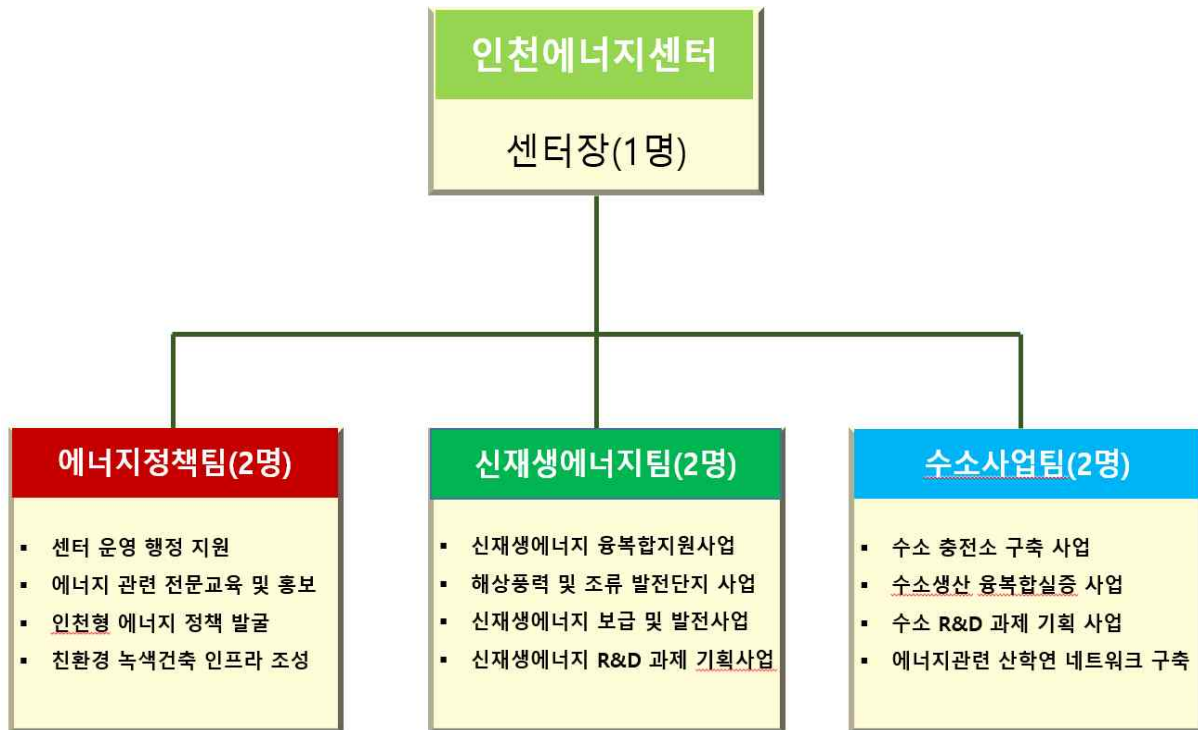 인천에너지센터
센터장(1명)
에너지정책팀(2명)
▪ 센터 운영 행정 지원
▪ 에너지 관련 전문교육 및 홍보
▪ 인천형 에너지 정책 발굴
▪ 친환경 녹색건축 인프라 조성
신재생에너지팀(2명)
▪ 신재생에너지 융복합지원사업
▪ 해상풍력 및 조류 발전단지 사업
▪ 신재생에너지 보급 및 발전사업
▪ 신재생에너지 R&D 과제 기획사업
수소사업팀(2명)
▪ 수소 충전소 구축 사업
▪ 수소생산 융복합실증 사업
▪ 수소 R&D 과제 기획 사업
▪ 에너지관련 산학연 네트워크 구축